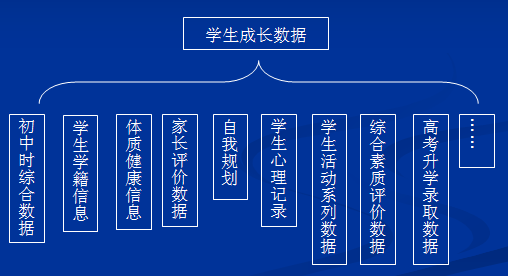 学生成长数据
初中时综合数据
学生学籍信息
体质健康信息
家长评价数据
自我规划
学生心理记录
学生活动系列数据
综合素质评价数据
高考升学录取数据
……